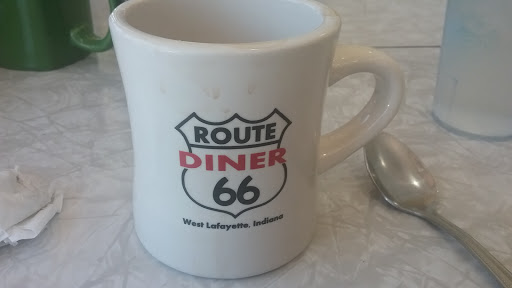 ROUTE
DINER
66
West Lafayette, Indiana